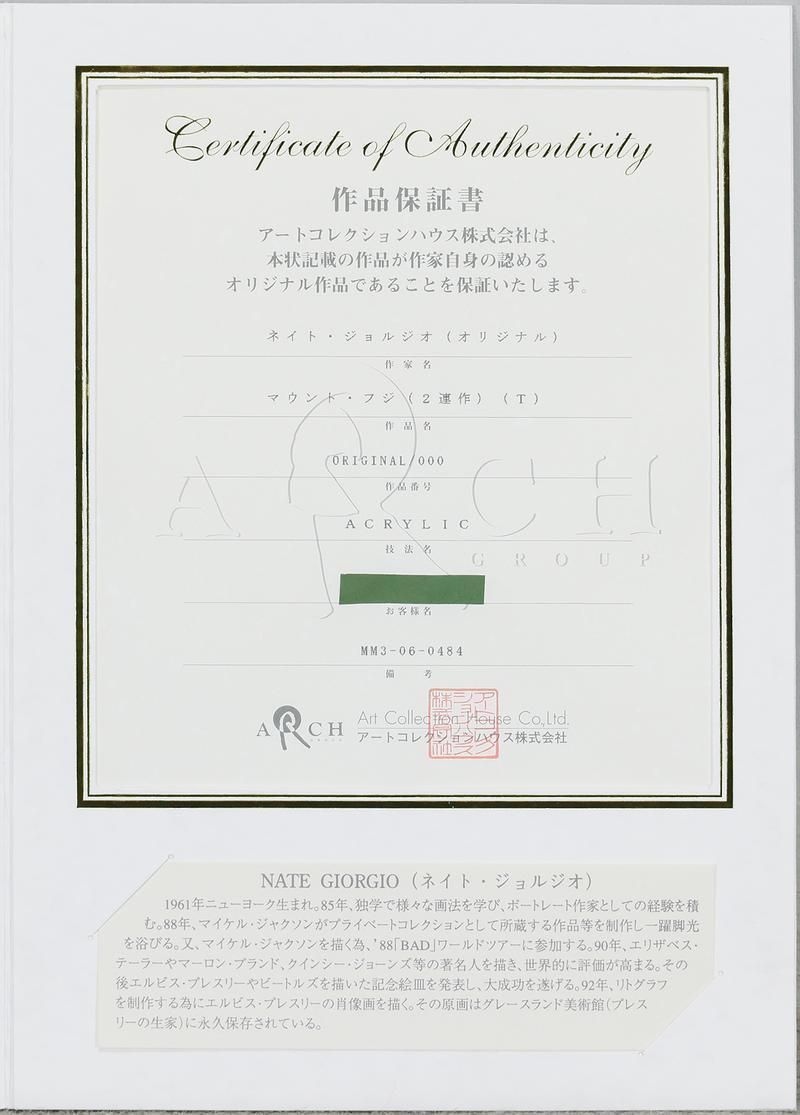 Certificate of Authenticity
作品保証書
アートコレクションハウス株式会社は、
本状記載の作品が作家自身の認める
オリジナル作品であることを保証いたします。
ネイト・ジョルジオ(オリジナル)
作家名
マウント・フジ(2連作)(T)
作品名
ORIGINAL/000
作品番号
ACRYLIC
技法名
ARCH
GROUP
お客様名
MM3-06-0484
備考
ARCH
Art Collection House Co.,Ltd.
アートコレクションハウス株式会社
NATE GIORGIO(ネイト・ジョルジオ)
1961年ニューヨーク生まれ。85年、独学で様々な画法を学び、ポートレート作家としての経験を積
む。88年、マイケル・ジャクソンがプライベートコレクションとして所蔵する作品等を制作し一躍脚光
を浴びる。又、マイケル・ジャクソンを描く為、'88「BAD」ワールドツアーに参加する。90年、エリザベス・
テーラーやマーロン・ブランド、クインシー・ジョーンズ等の著名人を描き、世界的に評価が高まる。その
後エルビス・プレスリーやビートルズを描いた記念絵皿を発表し、大成功を遂げる。92年、リトグラフ
を制作する為にエルビス・プレスリーの肖像画を描く。その原画はグレースランド美術館(プレス
リーの生家)に永久保存されている。